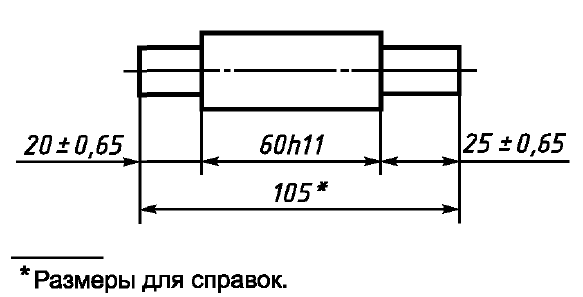 20 ± 0,65 60h11 25 ± 0,65
105*
* Размеры для справок.